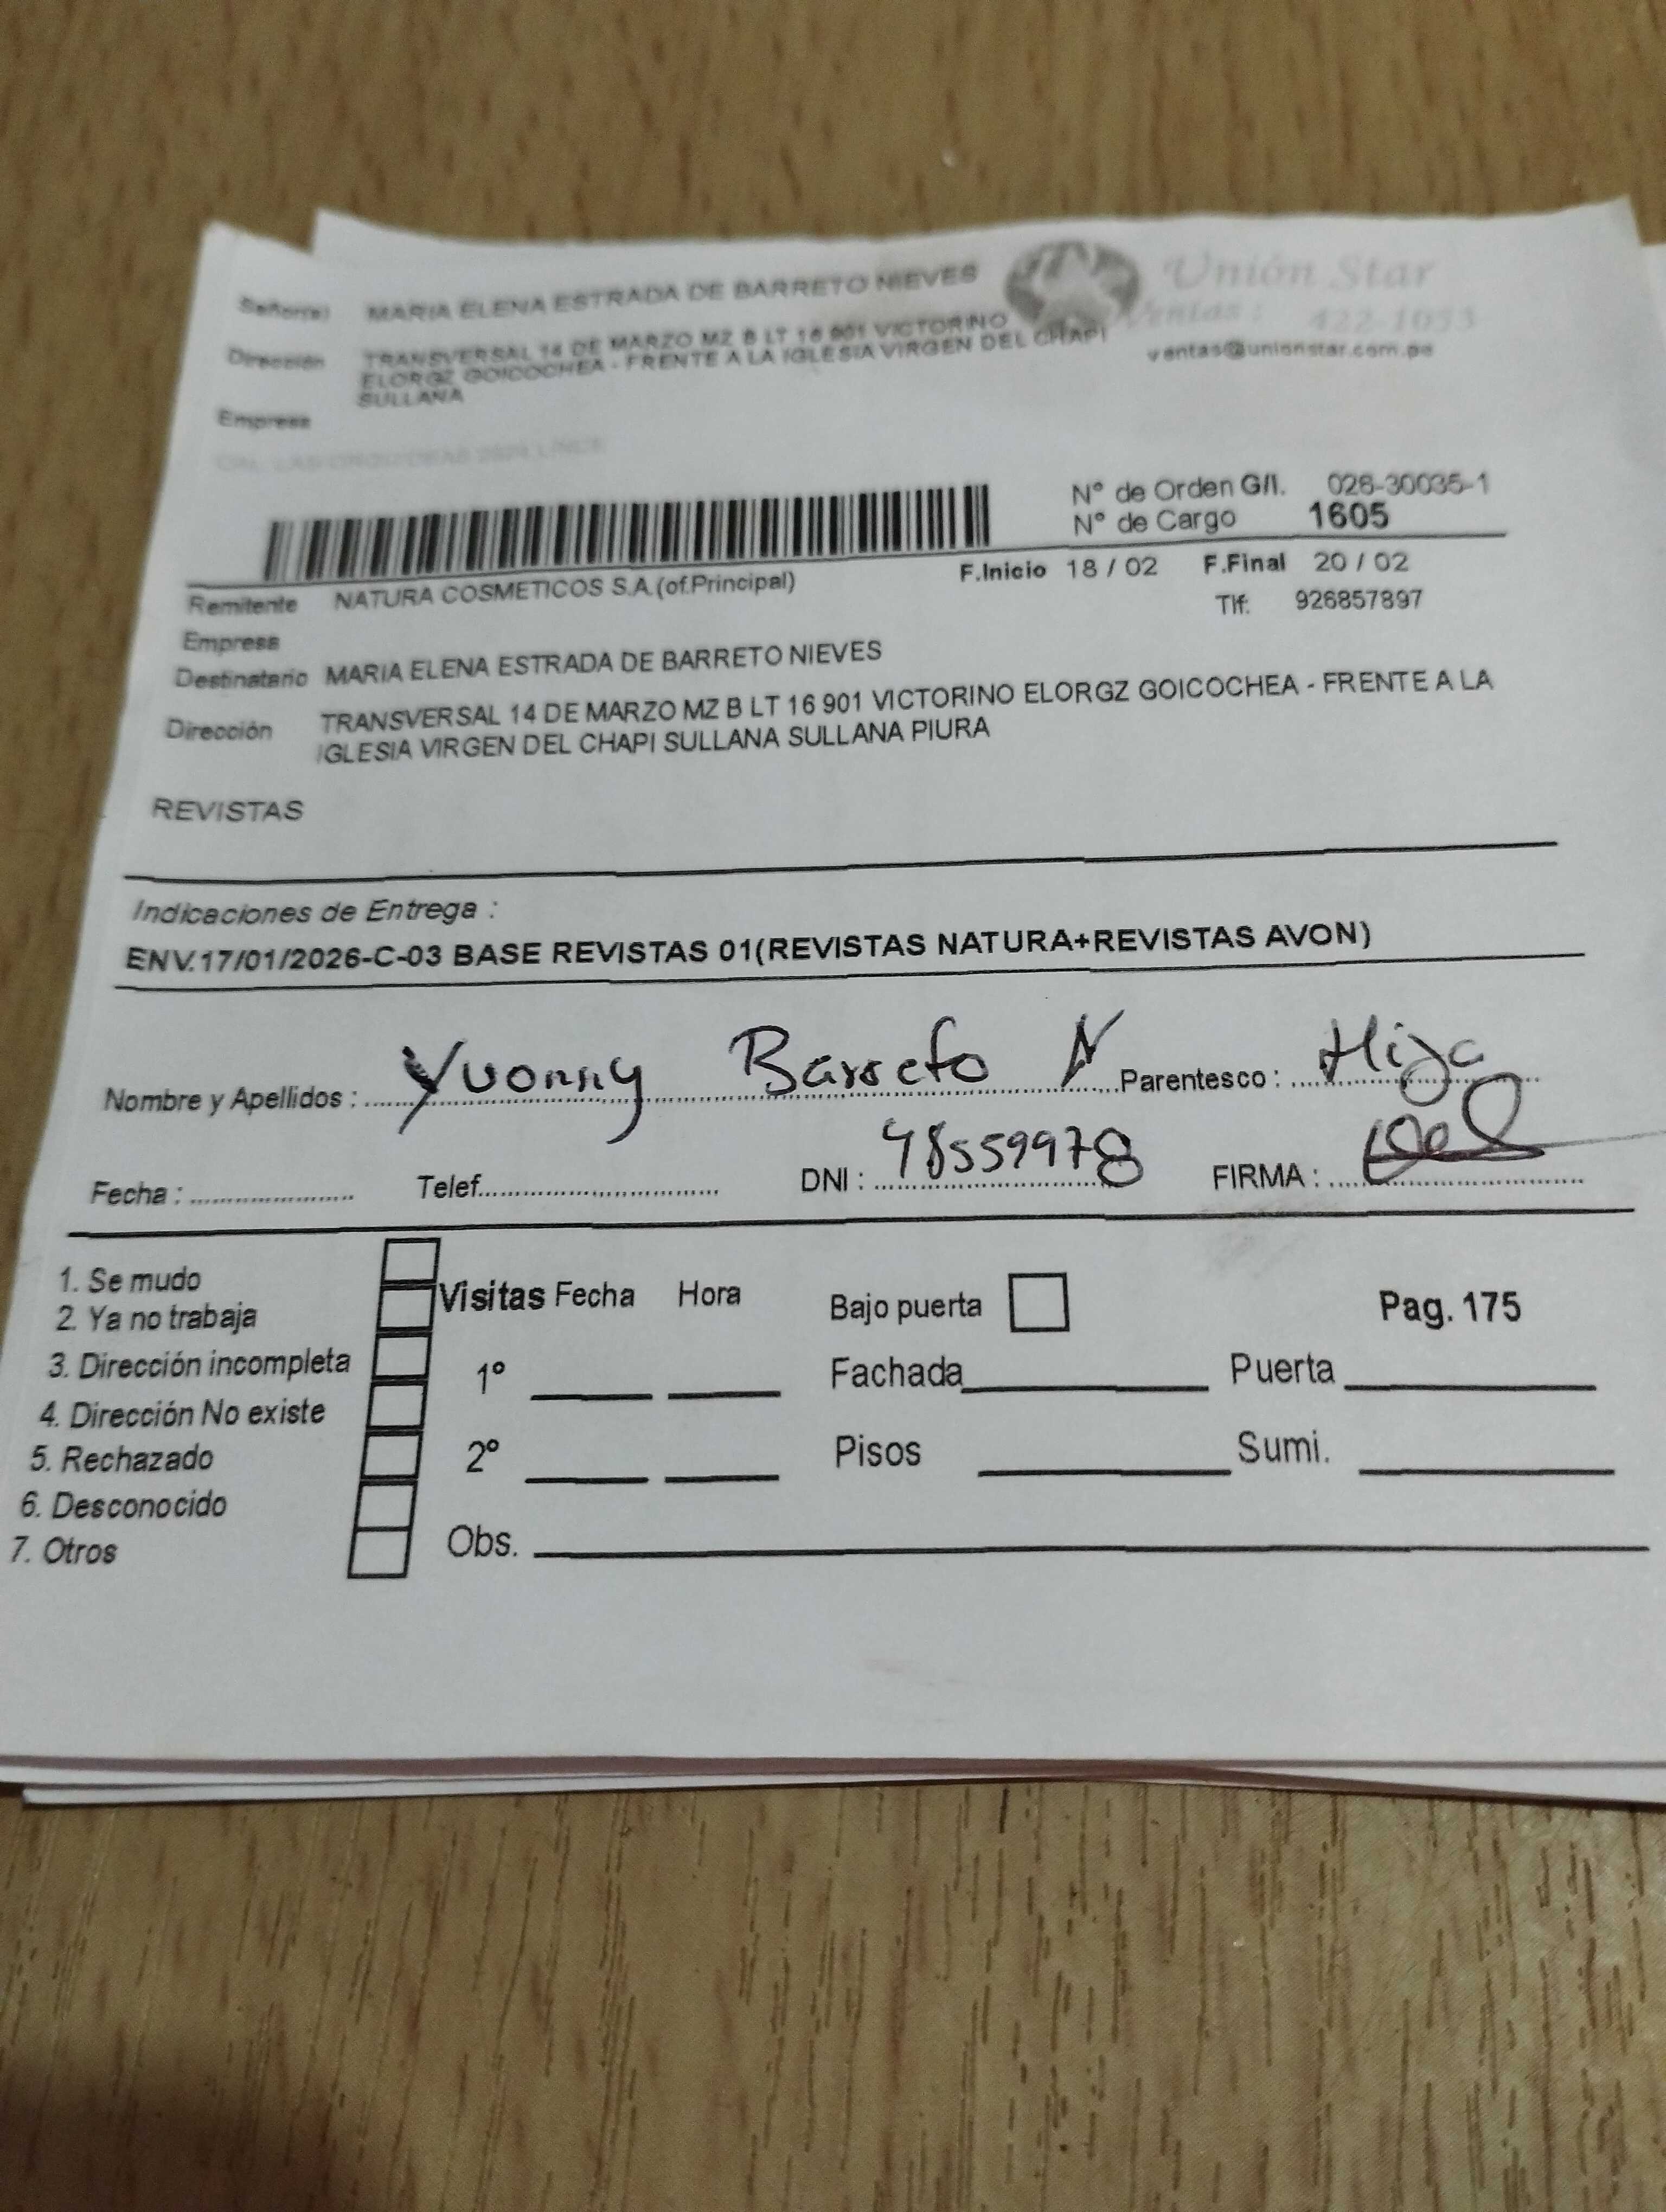 Señor(e) MARIA ELENA ESTRADA DE BARRETO NIEVES
Unión Star
Ventas : 422-1053
ventas@unionstar.com.pe
Dirección TRANSVERSAL 14 DE MARZO MZ B LT 16 901 VICTORINO
ELORGZ GOICOCHEA - FRENTE A LA IGLESIA VIRGEN DEL CHAPI
SULLANA
Empresa
Nº de Orden G/I. 026-30035-1
Nº de Cargo 1605
F.Inicio 18 / 02 F.Final 20 / 02
Remitente NATURA COSMETICOS S.A.(of.Principal)
Tlf: 926857897
Empresa
Destinatario MARIA ELENA ESTRADA DE BARRETO NIEVES
Dirección TRANSVERSAL 14 DE MARZO MZ B LT 16 901 VICTORINO ELORGZ GOICOCHEA - FRENTE A LA
IGLESIA VIRGEN DEL CHAPI SULLANA SULLANA PIURA
REVISTAS
Indicaciones de Entrega :
ENV.17/01/2026-C-03 BASE REVISTAS 01(REVISTAS NATURA+REVISTAS AVON)
Nombre y Apellidos : Yvonny Barreto N Parentesco : Hija
Fecha : Telef. DNI : 48559978 FIRMA :
1. Se mudo
2. Ya no trabaja
3. Dirección incompleta
4. Dirección No existe
5. Rechazado
6. Desconocido
7. Otros
Visitas Fecha Hora
1º
2º
Obs.
Bajo puerta
Pag. 175
Fachada Puerta
Pisos Sumi.